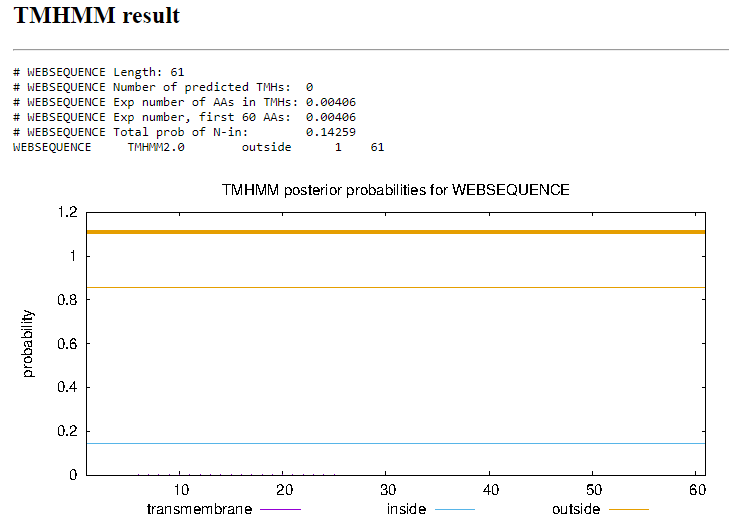 TMHMM result
# WEBSEQUENCE Length: 61
# WEBSEQUENCE Number of predicted TMHs:  0
# WEBSEQUENCE Exp number of AAs in TMHs: 0.00406
# WEBSEQUENCE Exp number, first 60 AAs:  0.00406
# WEBSEQUENCE Total prob of N-in:        0.14259
WEBSEQUENCE     TMHMM2.0        outside      1    61
TMHMM posterior probabilities for WEBSEQUENCE
1.2
1
0.8
0.6
0.4
0.2
0
probability
10 20 30 40 50 60
transmembrane inside outside